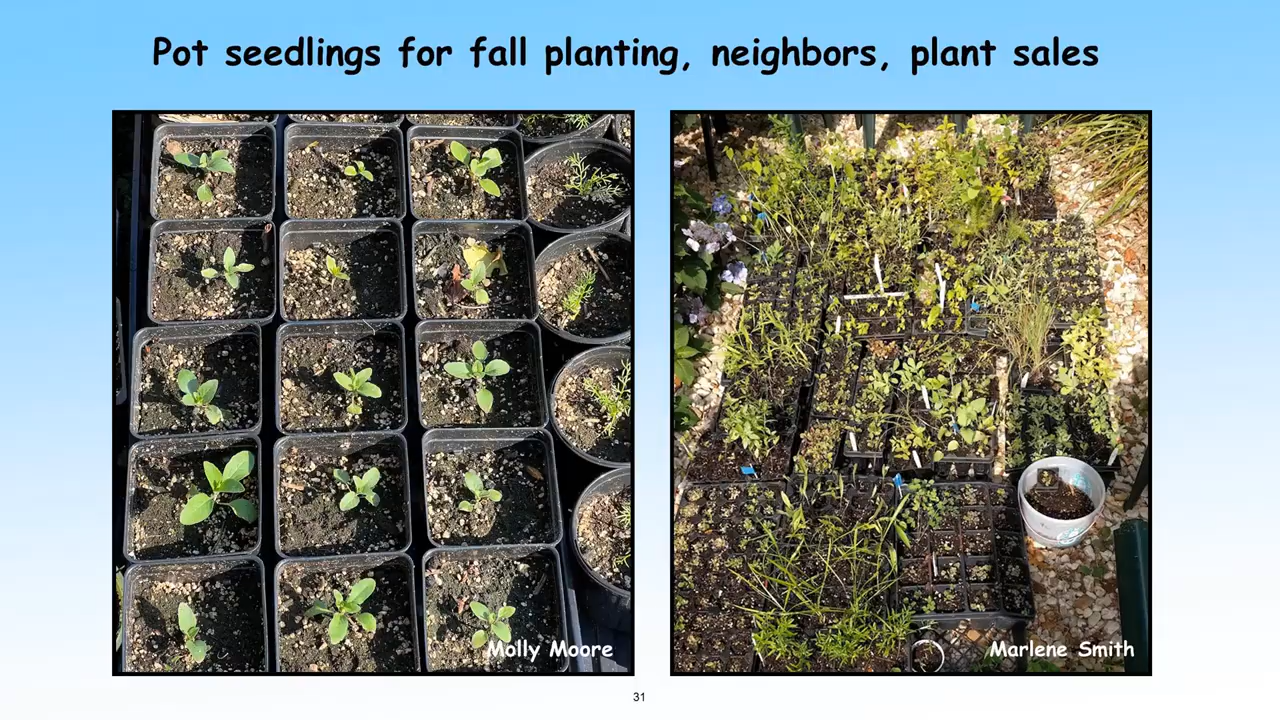 Pot seedlings for fall planting, neighbors, plant sales
Molly Moore
Marlene Smith
31